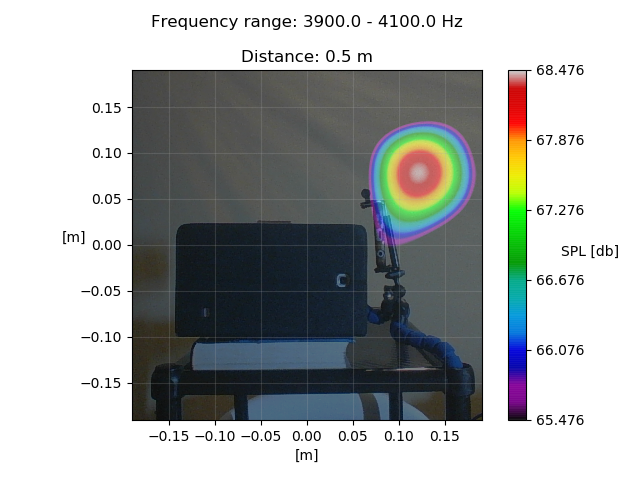 Frequency range: 3900.0 - 4100.0 Hz
Distance: 0.5 m
[m]
0.15
0.10
0.05
0.00
−0.05
−0.10
−0.15
−0.15 −0.10 −0.05 0.00 0.05 0.10 0.15
[m]
68.476
67.876
67.276
66.676
66.076
65.476
SPL [db]